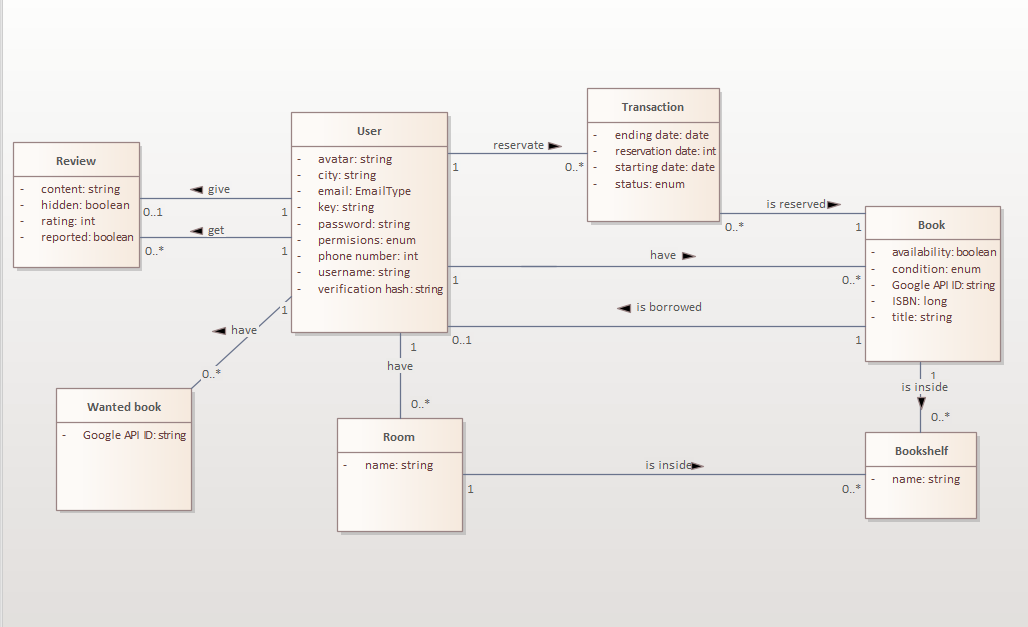 Transaction
- ending date: date
- reservation date: int
- starting date: date
- status: enum
User
- avatar: string
- city: string
- email: EmailType
- key: string
- password: string
- permisions: enum
- phone number: int
- username: string
- verification hash: string
Review
- content: string
- hidden: boolean
- rating: int
- reported: boolean
reservate
1
0..*
give
0..1
1
get
0..*
1
is reserved
0..*
1
Book
- availability: boolean
- condition: enum
- Google API ID: string
- ISBN: long
- title: string
have
1
0..*
is borrowed
0..1
1
1
have
0..*
1
have
0..*
1
is inside
0..*
Wanted book
- Google API ID: string
Room
- name: string
is inside
1
0..*
Bookshelf
- name: string